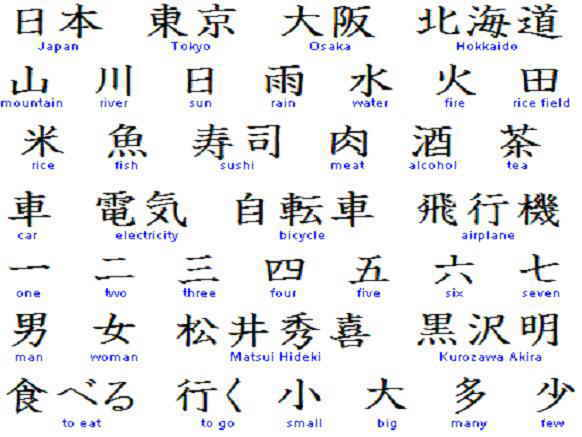 日本 東京 大阪 北海道
Japan Tokyo Osaka Hokkaido
山 川 日 雨 水 火 田
mountain river sun rain water fire rice field
米 魚 寿司 肉 酒 茶
rice fish sushi meat alcohol tea
車 電気 自転車 飛行機
car electricity bicycle airplane
一 二 三 四 五 六 七
one two three four five six seven
男 女 松井秀喜 黒沢明
man woman Matsui Hideki Kurozawa Akira
食べる 行く 小 大 多 少
to eat to go small big many few